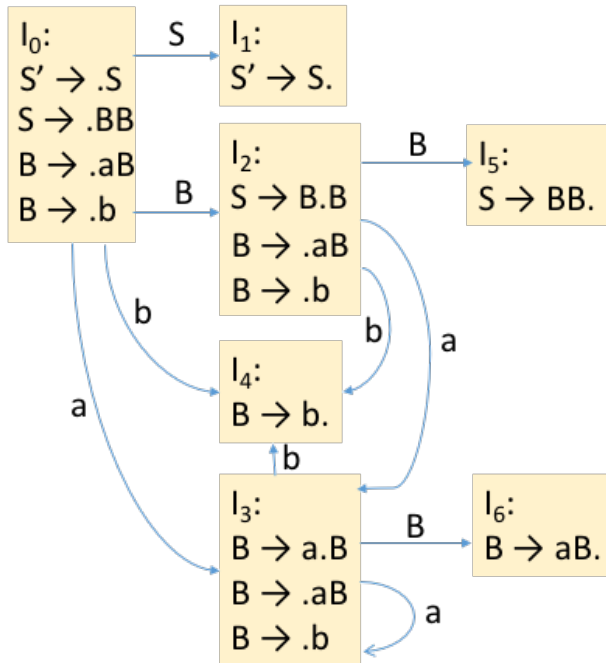 I₀:
S' → .S
S → .BB
B → .aB
B → .b
S
I₁:
S' → S.
B
I₂:
S → B.B
B → .aB
B → .b
B
I₅:
S → BB.
b
b
a
a
I₄:
B → b.
b
I₃:
B → a.B
B → .aB
B → .b
B
I₆:
B → aB.
a